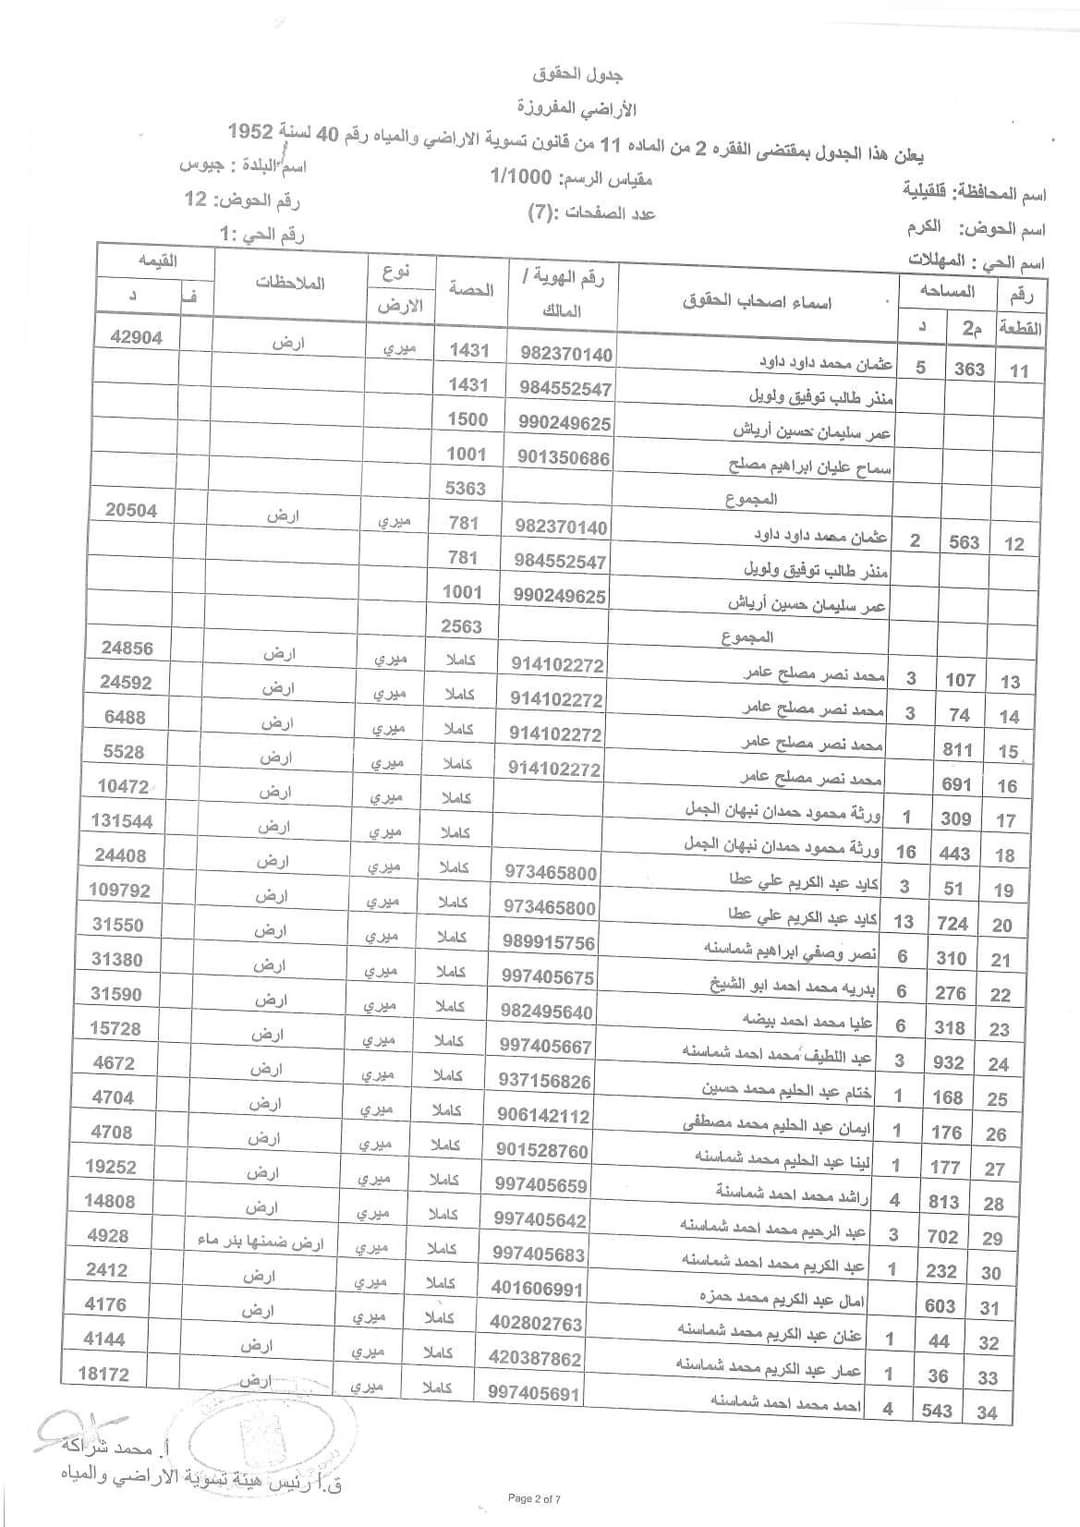 جدول الحقوق
الأراضي المفروزة
يعلن هذا الجدول بمقتضى الفقره 2 من الماده 11 من قانون تسوية الاراضي والمياه رقم 40 لسنة 1952
اسم المحافظة: قلقيلية مقياس الرسم: 1/1000 اسم البلدة : جيوس
اسم الحوض: الكرم عدد الصفحات :(7) رقم الحوض: 12
اسم الحي : المهللات رقم الحي :1
رقم القطعة المساحه م2 د اسماء اصحاب الحقوق رقم الهوية / المالك الحصة نوع الارض الملاحظات القيمه ف د
11 363 5 عثمان محمد داود داود 982370140 1431 ميري ارض 42904
منذر طالب توفيق ولويل 984552547 1431
عمر سليمان حسين أرياش 990249625 1500
سماح عليان ابراهيم مصلح 901350686 1001
المجموع 5363
12 563 2 عثمان محمد داود داود 982370140 781 ميري ارض 20504
منذر طالب توفيق ولويل 984552547 781
عمر سليمان حسين أرياش 990249625 1001
المجموع 2563
13 107 3 محمد نصر مصلح عامر 914102272 كاملا ميري ارض 24856
14 74 3 محمد نصر مصلح عامر 914102272 كاملا ميري ارض 24592
15 811 محمد نصر مصلح عامر 914102272 كاملا ميري ارض 6488
16 691 محمد نصر مصلح عامر 914102272 كاملا ميري ارض 5528
17 309 1 ورثة محمود حمدان نبهان الجمل كاملا ميري ارض 10472
18 443 16 ورثة محمود حمدان نبهان الجمل كاملا ميري ارض 131544
19 51 3 كايد عبد الكريم علي عطا 973465800 كاملا ميري ارض 24408
20 724 13 كايد عبد الكريم علي عطا 973465800 كاملا ميري ارض 109792
21 310 6 نصر وصفي ابراهيم شماسنه 989915756 كاملا ميري ارض 31550
22 276 6 بدريه محمد احمد ابو الشيخ 997405675 كاملا ميري ارض 31380
23 318 6 عليا محمد احمد بيضه 982495640 كاملا ميري ارض 31590
24 932 3 عبد اللطيف محمد احمد شماسنه 997405667 كاملا ميري ارض 15728
25 168 1 ختام عبد الحليم محمد حسين 937156826 كاملا ميري ارض 4672
26 176 1 ايمان عبد الحليم محمد مصطفى 906142112 كاملا ميري ارض 4704
27 177 1 لينا عبد الحليم محمد شماسنه 901528760 كاملا ميري ارض 4708
28 813 4 راشد محمد احمد شماسنة 997405659 كاملا ميري ارض 19252
29 702 3 عبد الرحيم محمد احمد شماسنه 997405642 كاملا ميري ارض 14808
30 232 1 عبد الكريم محمد احمد شماسنه 997405683 كاملا ميري ارض ضمنها بئر ماء 4928
31 603 امال عبد الكريم محمد حمزه 401606991 كاملا ميري ارض 2412
32 44 1 عنان عبد الكريم محمد شماسنه 402802763 كاملا ميري ارض 4176
33 36 1 عمار عبد الكريم محمد شماسنه 420387862 كاملا ميري ارض 4144
34 543 4 احمد محمد احمد شماسنه 997405691 كاملا ميري ارض 18172
أ. محمد شراكة
ق.أ رئيس هيئة تسوية الاراضي والمياه
Page 2 of 7